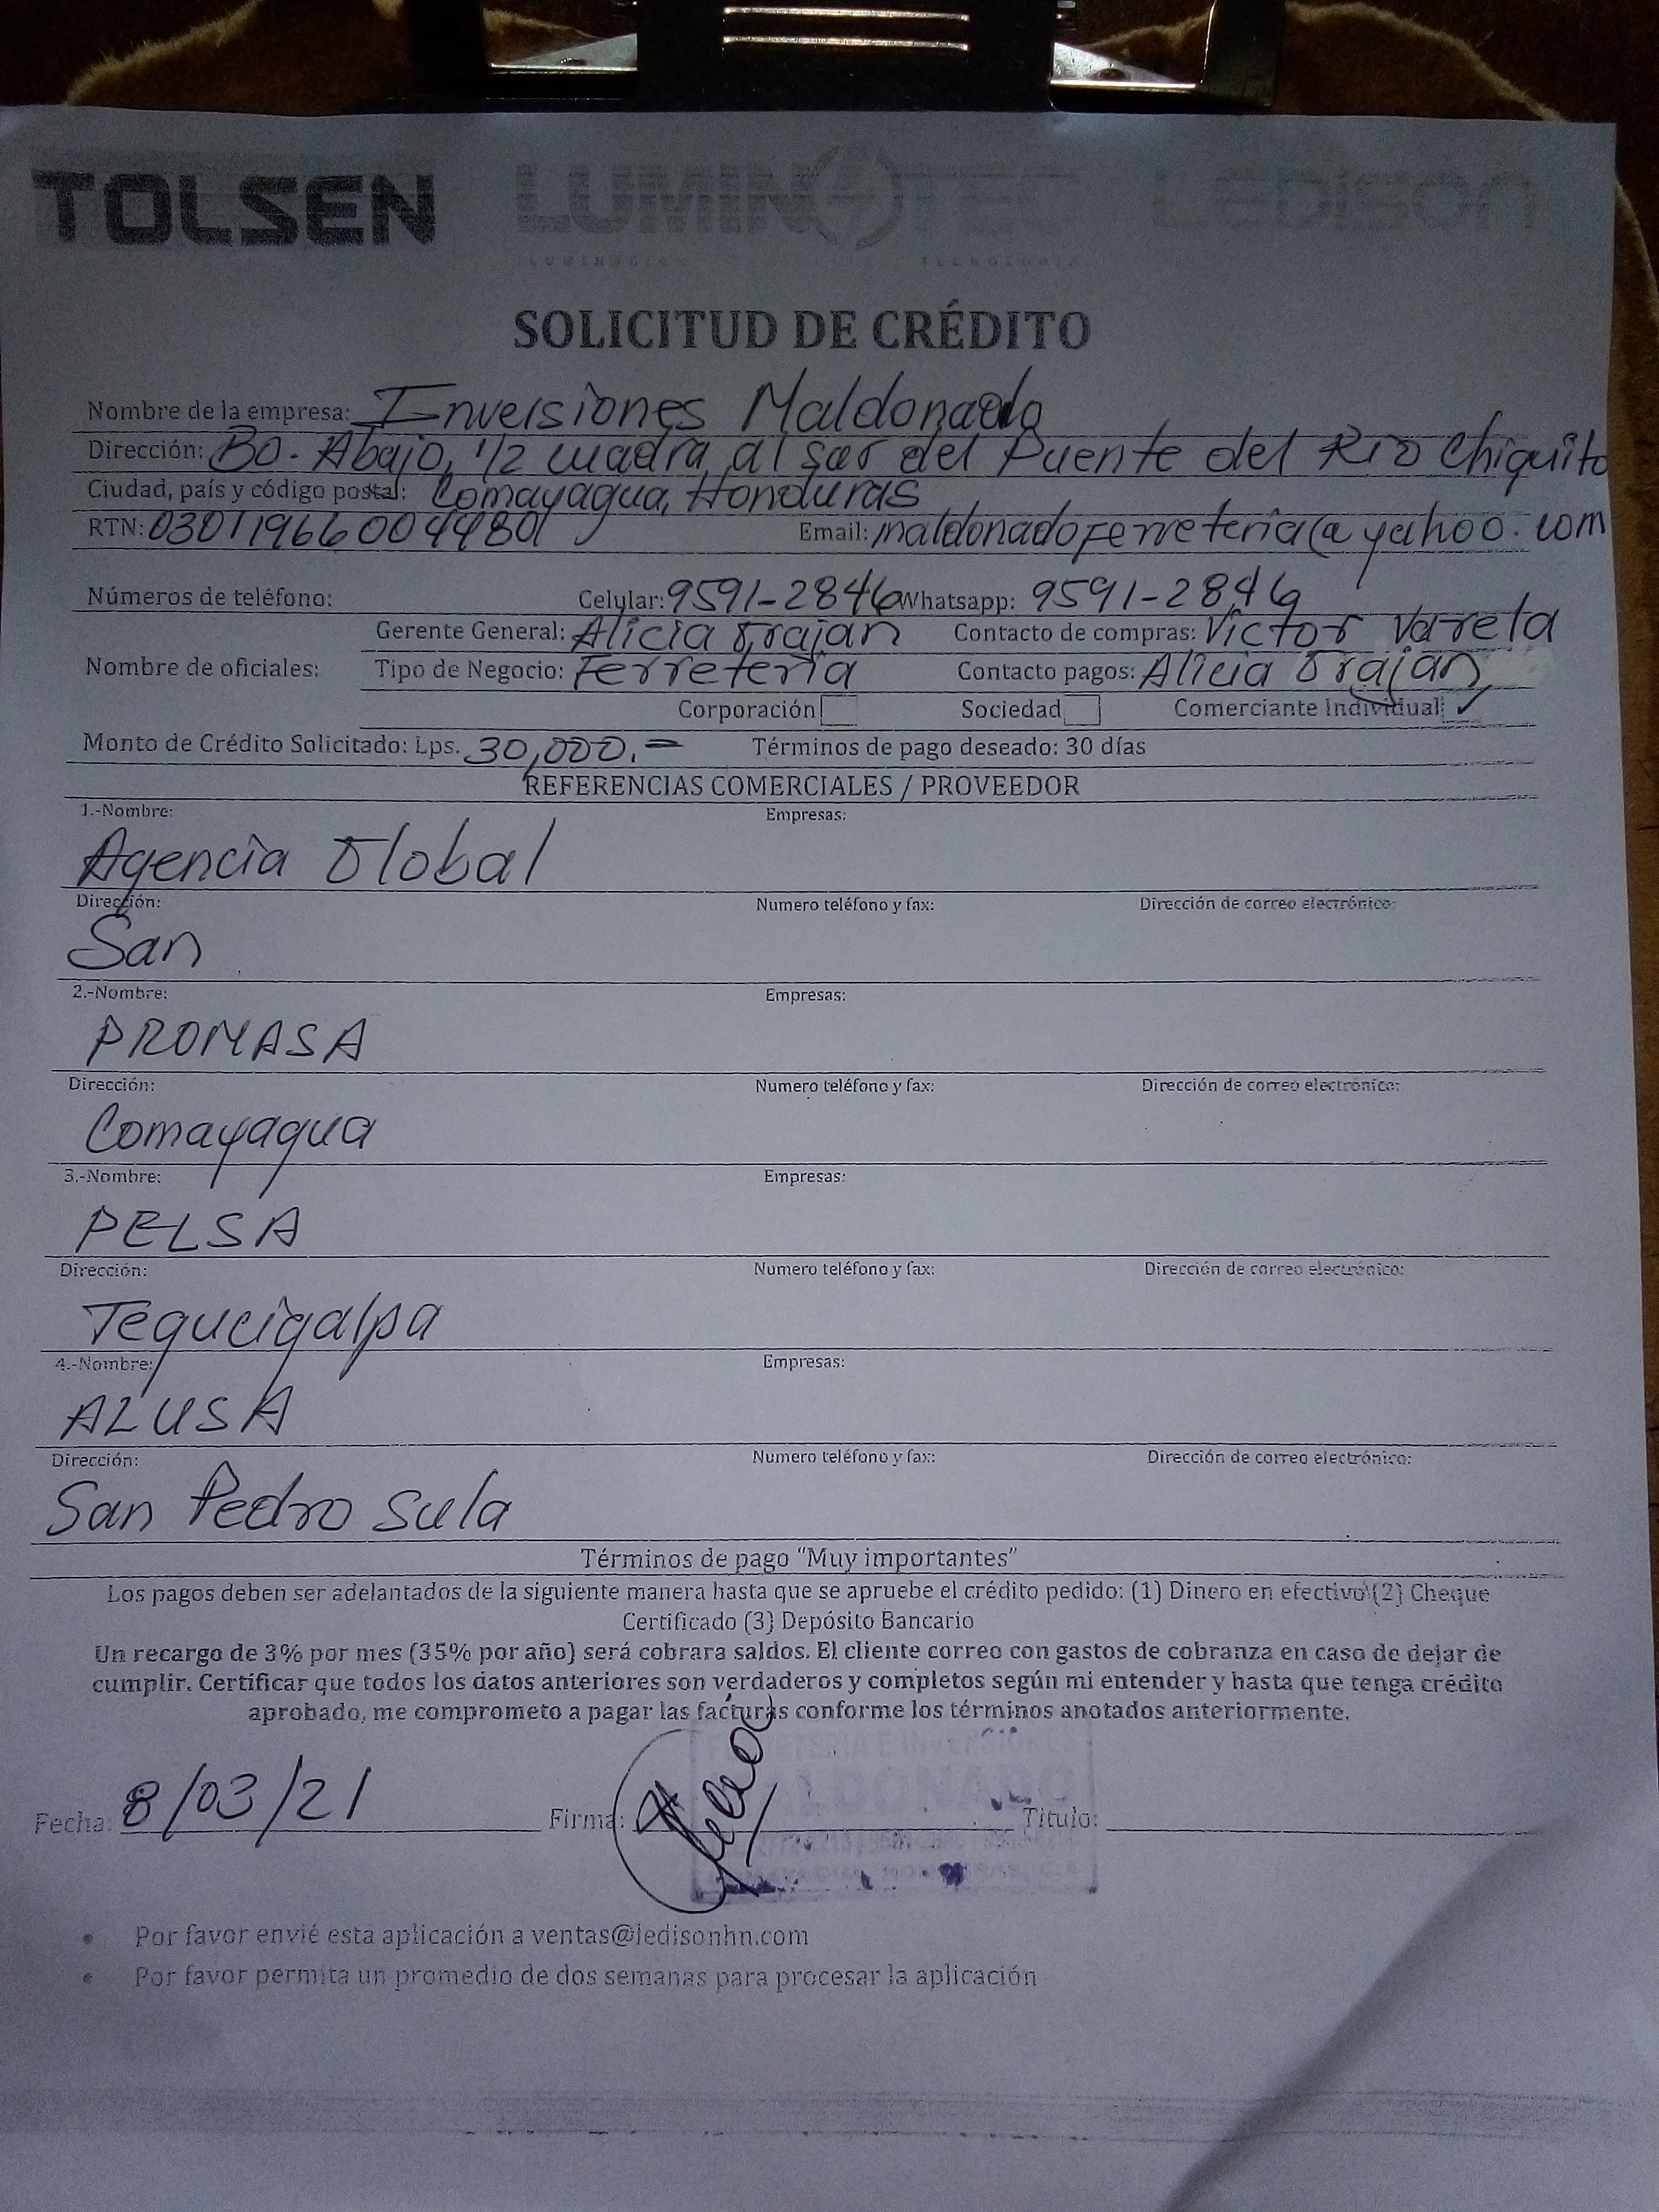 TOLSEN LUMINOTEC LEDISON
SOLICITUD DE CRÉDITO
Nombre de la empresa: Inversiones Maldonado
Dirección: Bo. Abajo, 1/2 cuadra al sur del Puente del Rio Chiquito
Ciudad, país y código postal: Comayagua, Honduras
RTN: 03011966004480 Email: maldonadoferreteria@yahoo.com
Números de teléfono: Celular: 9591-2846 Whatsapp: 9591-2846
Gerente General: Alicia Grajan Contacto de compras: Victor Varela
Nombre de oficiales: Tipo de Negocio: Ferretería Contacto pagos: Alicia Grajan
Corporación Sociedad Comerciante Individual: ✓
Monto de Crédito Solicitado: Lps. 30,000.= Términos de pago deseado: 30 días
REFERENCIAS COMERCIALES / PROVEEDOR
1.-Nombre: Empresas:
Agencia Global
Dirección: Numero teléfono y fax: Dirección de correo electrónico:
San
2.-Nombre: Empresas:
PROMASA
Dirección: Numero teléfono y fax: Dirección de correo electrónico:
Comayagua
3.-Nombre: Empresas:
PELSA
Dirección: Numero teléfono y fax: Dirección de correo electrónico:
Tegucigalpa
4.-Nombre: Empresas:
ALUSA
Dirección: Numero teléfono y fax: Dirección de correo electrónico:
San Pedro Sula
Términos de pago “Muy importantes”
Los pagos deben ser adelantados de la siguiente manera hasta que se apruebe el crédito pedido: (1) Dinero en efectivo\(2) Cheque
Certificado (3) Depósito Bancario
Un recargo de 3% por mes (35% por año) será cobrara saldos. El cliente correo con gastos de cobranza en caso de dejar de
cumplir. Certificar que todos los datos anteriores son verdaderos y completos según mi entender y hasta que tenga crédito
aprobado, me comprometo a pagar las facturas conforme los términos anotados anteriormente.
Fecha: 8/03/21 Firma: Titulo:
Por favor envié esta aplicación a ventas@ledisonhn.com
Por favor permita un promedio de dos semanas para procesar la aplicación